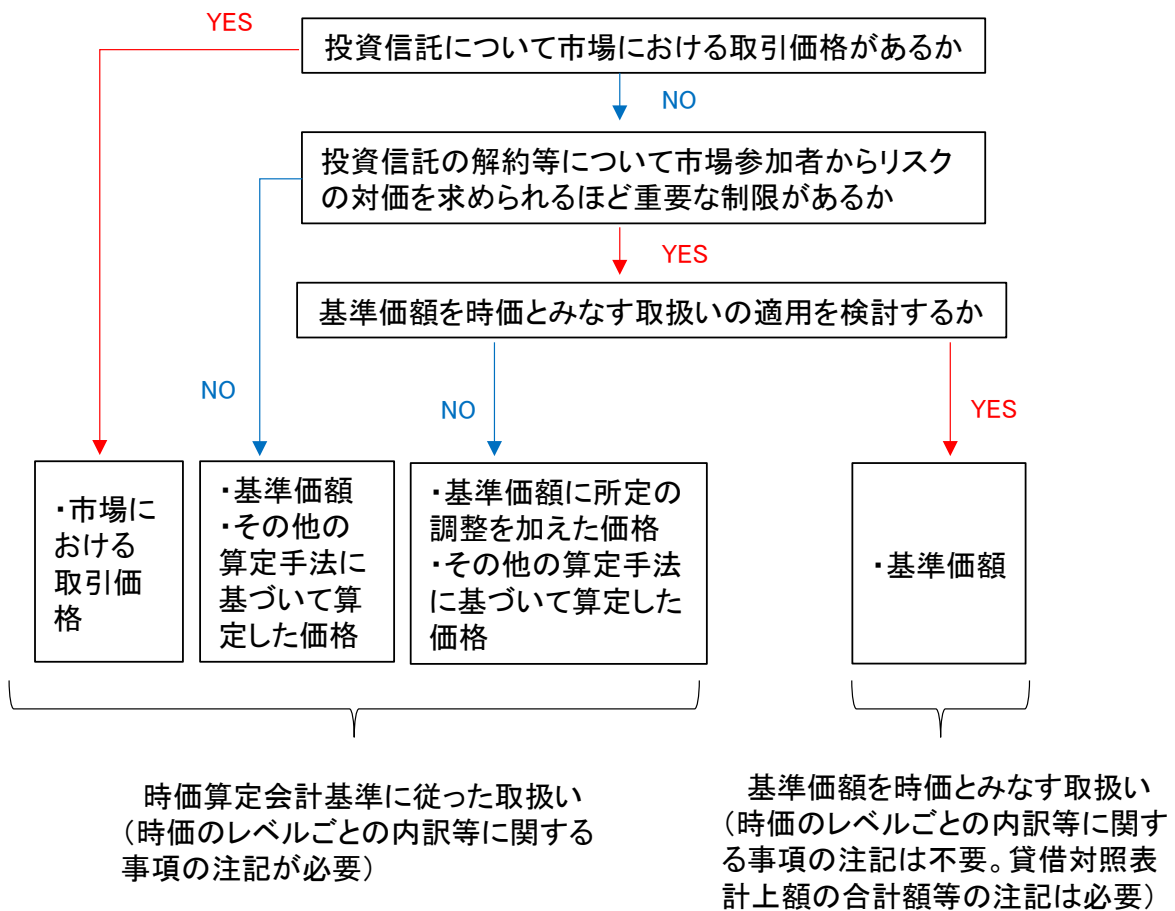 YES
投資信託について市場における取引価格があるか
NO
投資信託の解約等について市場参加者からリスク
の対価を求められるほど重要な制限があるか
YES
基準価額を時価とみなす取扱いの適用を検討するか
NO
NO
YES
・市場に
おける
取引価
格
・基準価額
・その他の
算定手法に
基づいて算
定した価格
・基準価額に所定の
調整を加えた価格
・その他の算定手法
に基づいて算定した
価格
・基準価額
時価算定会計基準に従った取扱い
（時価のレベルごとの内訳等に関する
事項の注記が必要）
基準価額を時価とみなす取扱い
（時価のレベルごとの内訳等に関す
る事項の注記は不要。貸借対照表
計上額の合計額等の注記は必要）